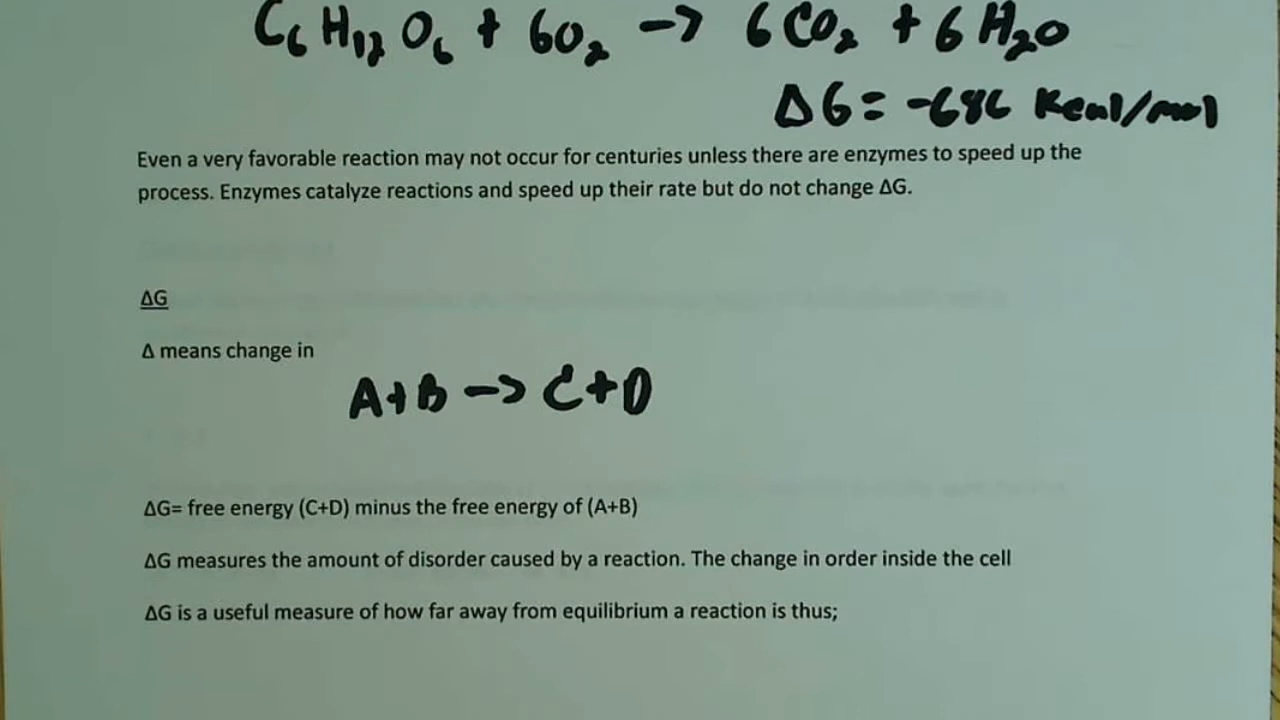 C₆H₁₂O₆ + 6O₂ → 6CO₂ + 6H₂O
ΔG = -686 Kcal/mol
Even a very favorable reaction may not occur for centuries unless there are enzymes to speed up the
process. Enzymes catalyze reactions and speed up their rate but do not change ΔG.
ΔG
Δ means change in
A+B → C+D
ΔG= free energy (C+D) minus the free energy of (A+B)
ΔG measures the amount of disorder caused by a reaction. The change in order inside the cell
ΔG is a useful measure of how far away from equilibrium a reaction is thus;